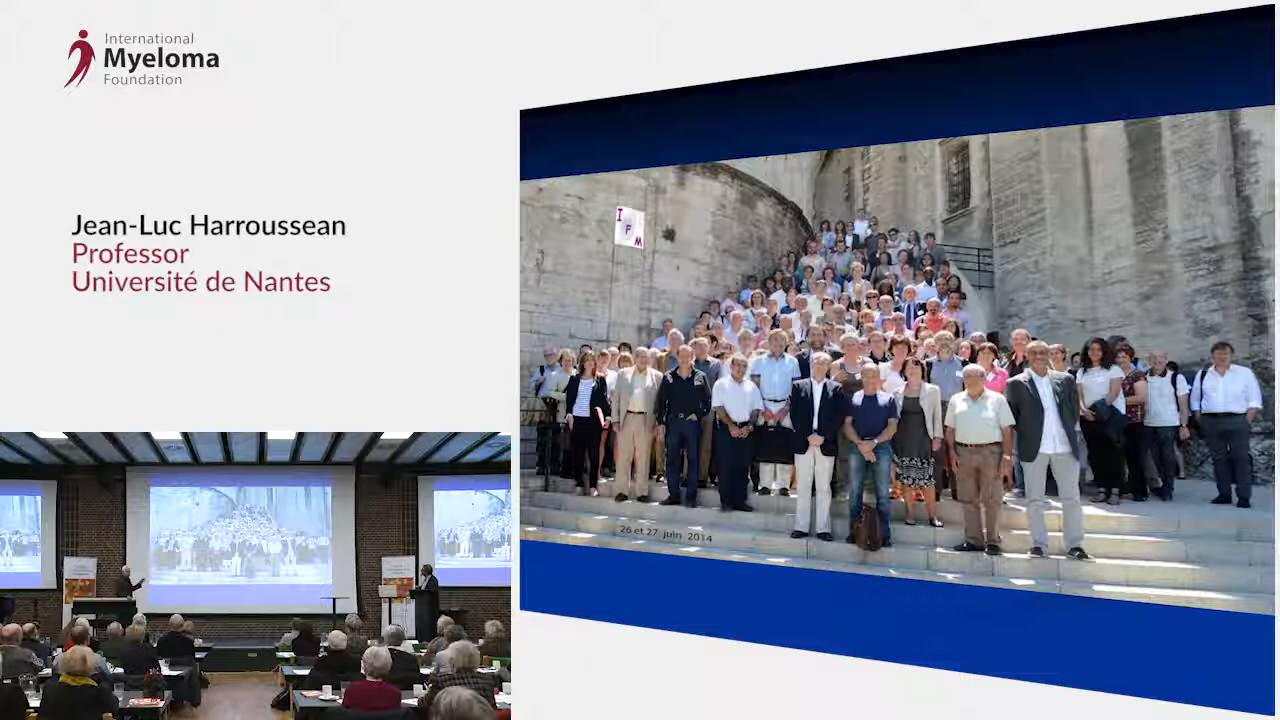 International
Myeloma
Foundation
Jean-Luc Harroussean
Professor
Université de Nantes
I
F
M
26 et 27 juin 2014